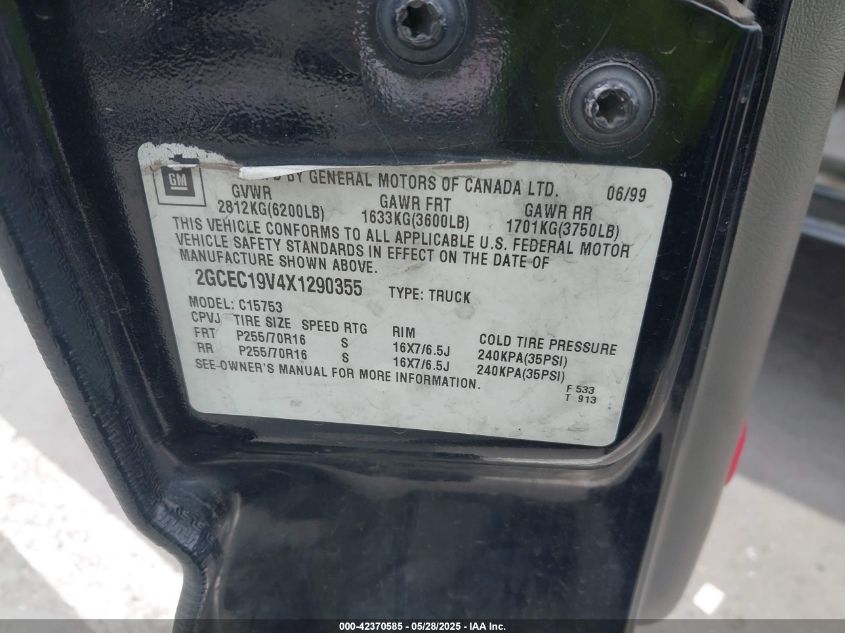 GM
BY GENERAL MOTORS OF CANADA LTD. 06/99
GVWR GAWR FRT GAWR RR
2812KG(6200LB) 1633KG(3600LB) 1701KG(3750LB)
THIS VEHICLE CONFORMS TO ALL APPLICABLE U.S. FEDERAL MOTOR
VEHICLE SAFETY STANDARDS IN EFFECT ON THE DATE OF
MANUFACTURE SHOWN ABOVE.
2GCEC19V4X1290355 TYPE: TRUCK
MODEL: C15753
CPVJ TIRE SIZE SPEED RTG RIM COLD TIRE PRESSURE
FRT P255/70R16 S 16X7/6.5J 240KPA(35PSI)
RR P255/70R16 S 16X7/6.5J 240KPA(35PSI)
SEE OWNER'S MANUAL FOR MORE INFORMATION.
F 533
T 913
000-42370585 - 05/28/2025 - IAA Inc.